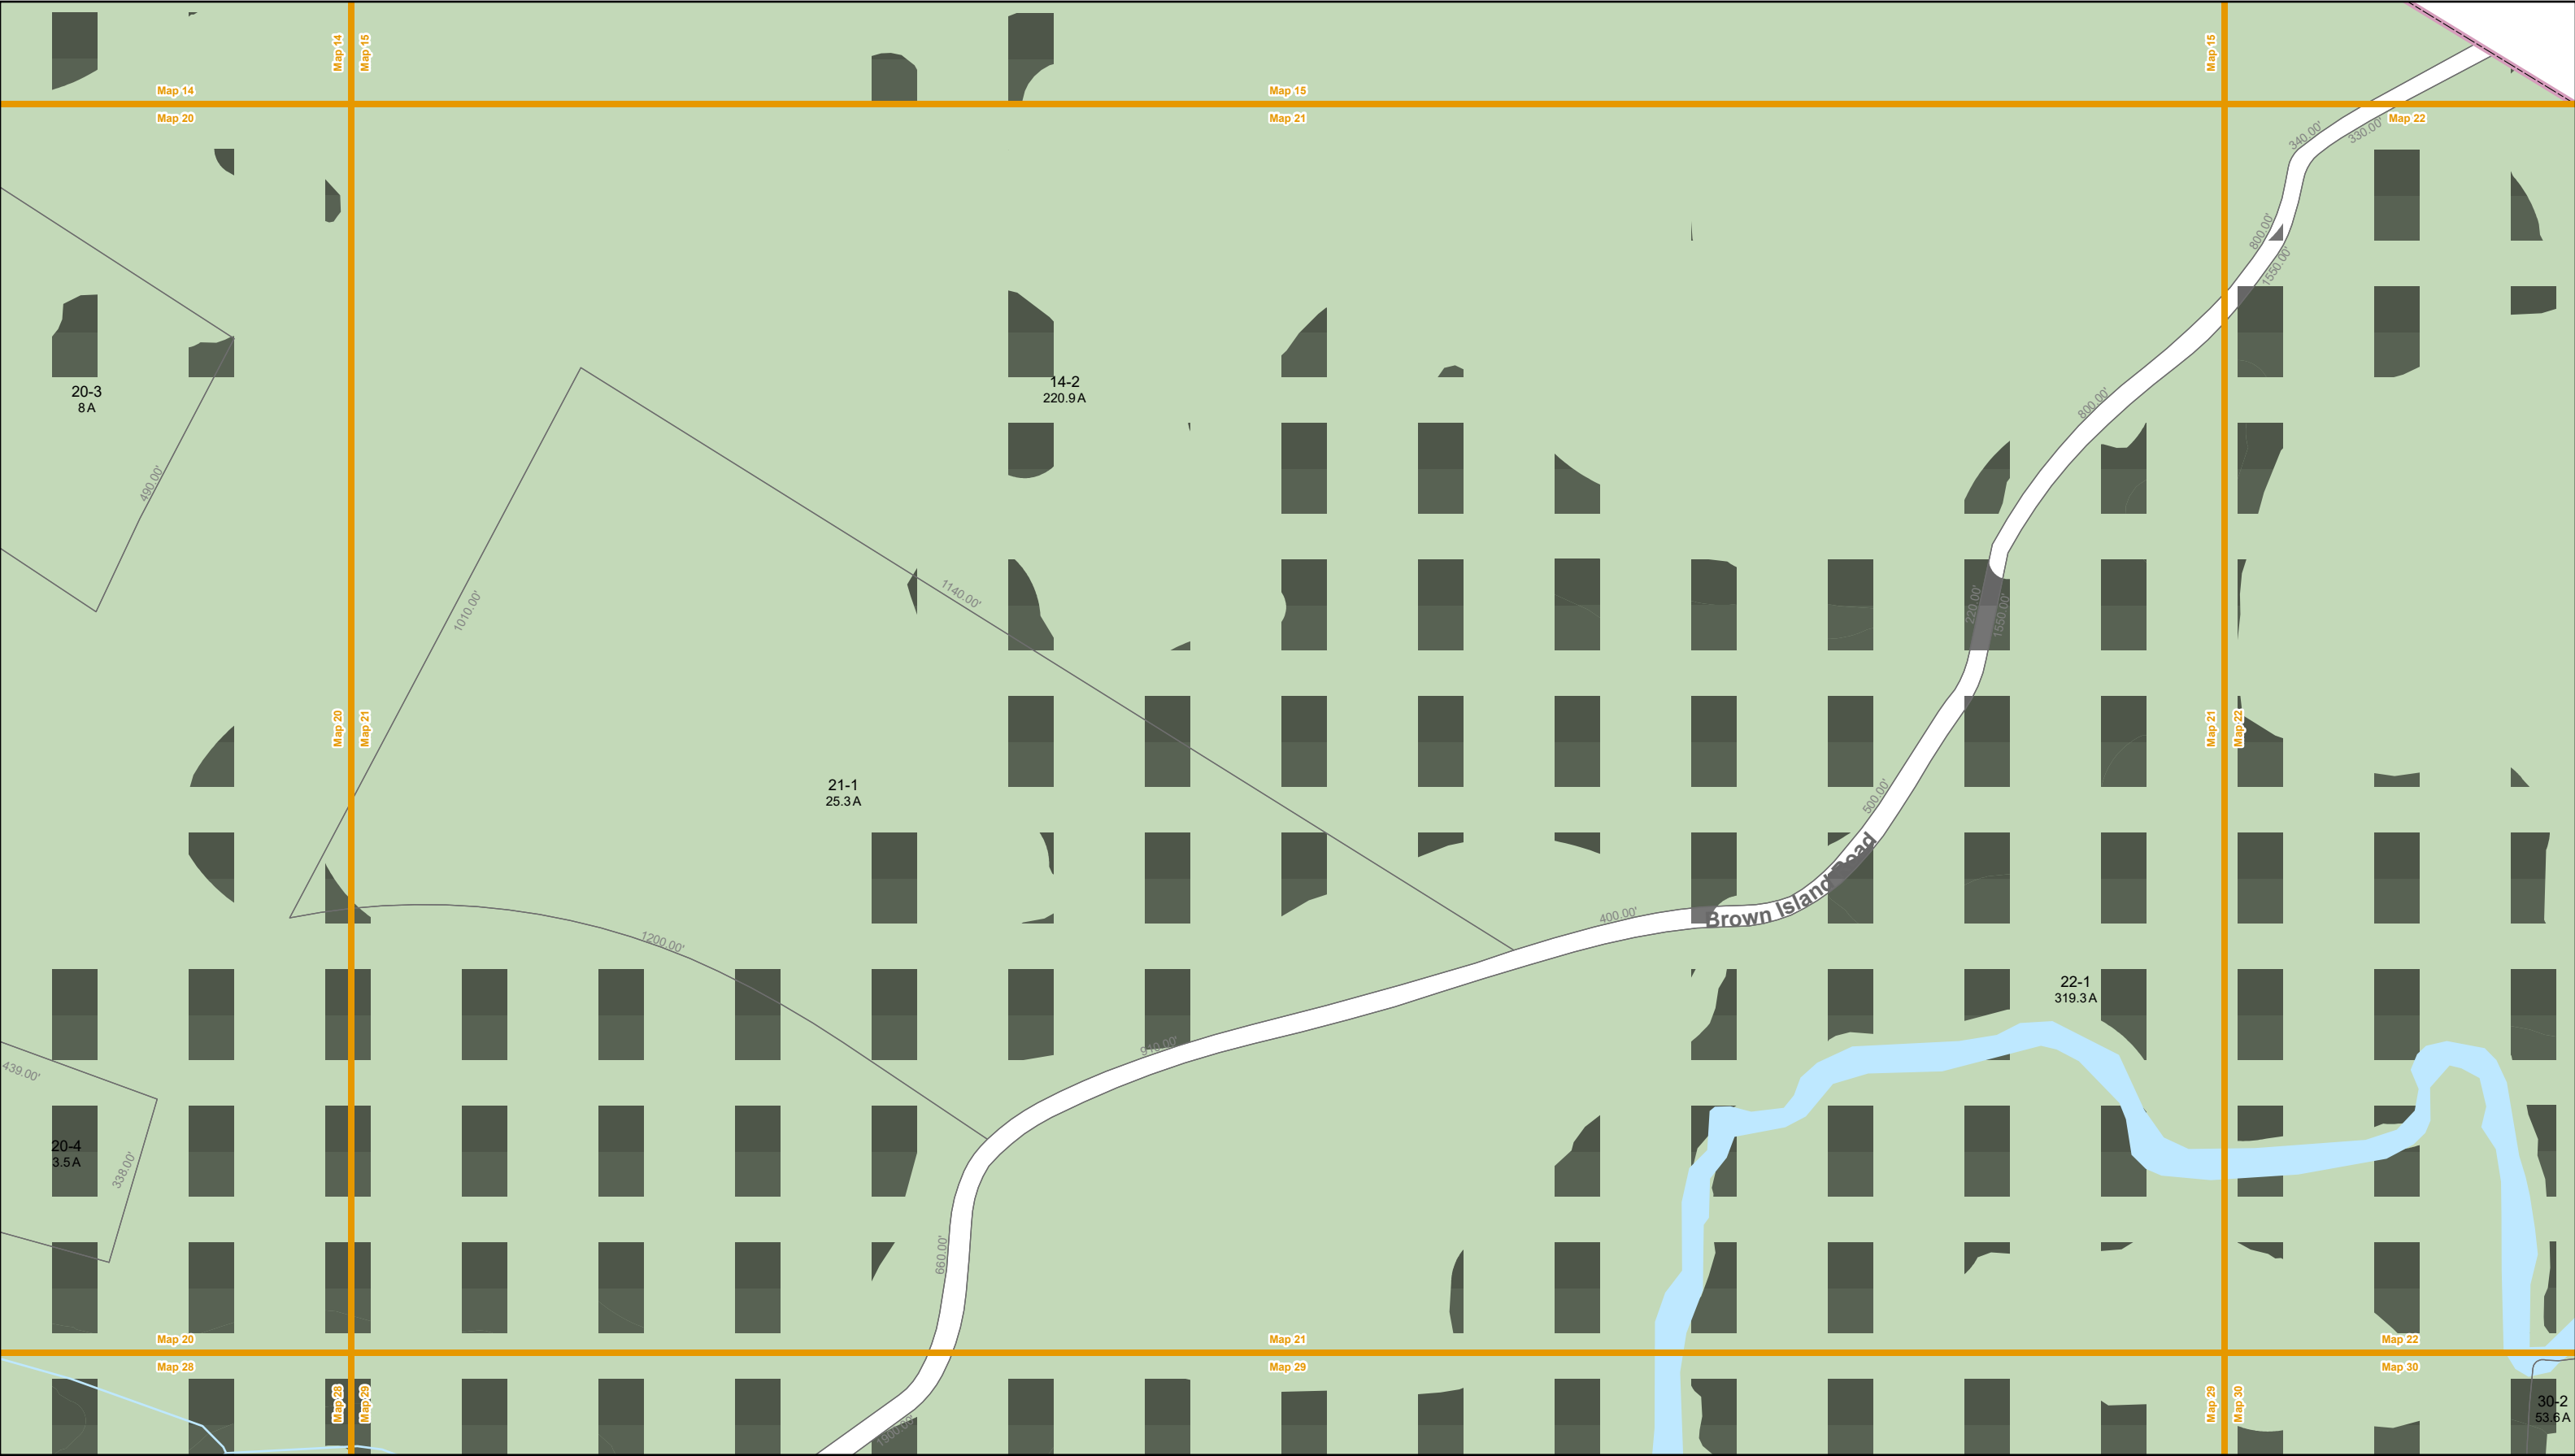 Map 14
Map 15
Map 15
Map 14
Map 15
Map 20
Map 21
Map 22
340.00'
330.00'
800.00'
1550.00'
20-3
8 A
14-2
220.9 A
800.00'
490.00'
1010.00'
1140.00'
220.00'
1550.00'
Map 20
Map 21
Map 21
Map 22
21-1
25.3 A
500.00'
Brown Island Road
400.00'
1200.00'
22-1
319.3 A
910.00'
439.00'
20-4
3.5 A
338.00'
660.00'
Map 20
Map 21
Map 22
Map 28
Map 29
Map 30
Map 28
Map 29
Map 29
Map 30
30-2
53.6 A
1900.00'